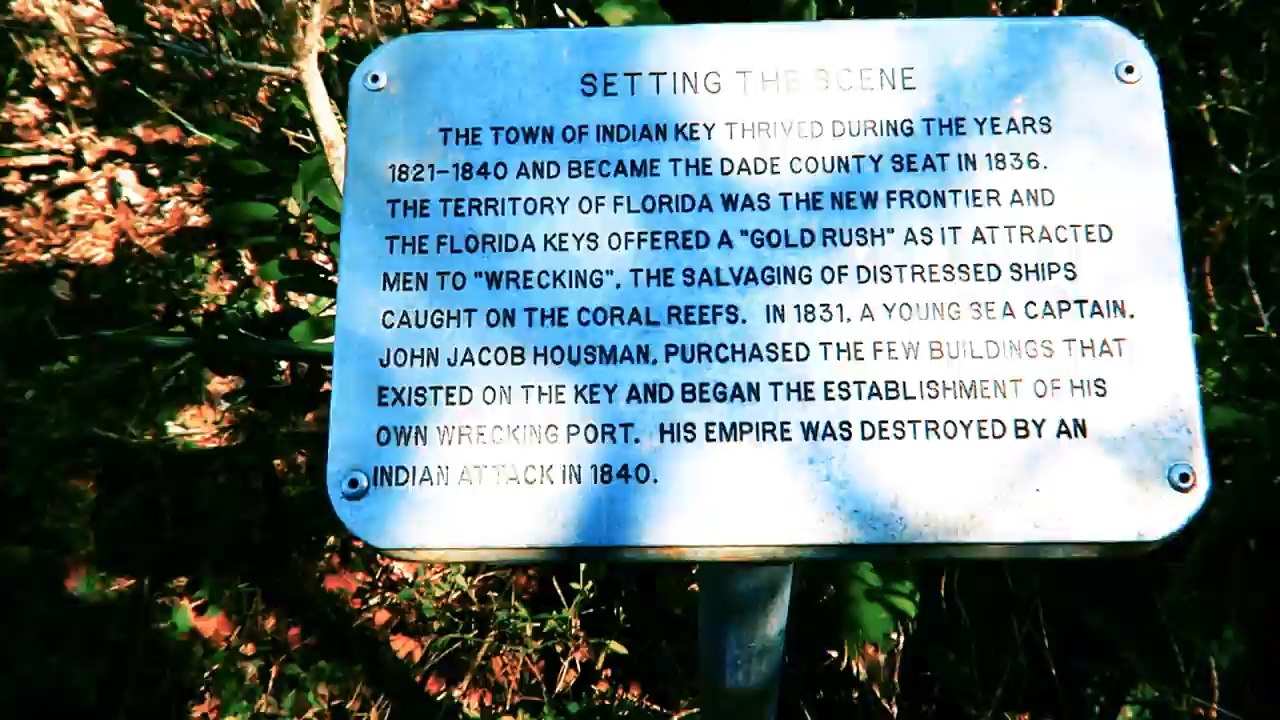 SETTING THE SCENE
THE TOWN OF INDIAN KEY THRIVED DURING THE YEARS
1821-1840 AND BECAME THE DADE COUNTY SEAT IN 1836.
THE TERRITORY OF FLORIDA WAS THE NEW FRONTIER AND
THE FLORIDA KEYS OFFERED A "GOLD RUSH" AS IT ATTRACTED
MEN TO "WRECKING", THE SALVAGING OF DISTRESSED SHIPS
CAUGHT ON THE CORAL REEFS. IN 1831, A YOUNG SEA CAPTAIN,
JOHN JACOB HOUSMAN, PURCHASED THE FEW BUILDINGS THAT
EXISTED ON THE KEY AND BEGAN THE ESTABLISHMENT OF HIS
OWN WRECKING PORT. HIS EMPIRE WAS DESTROYED BY AN
INDIAN ATTACK IN 1840.